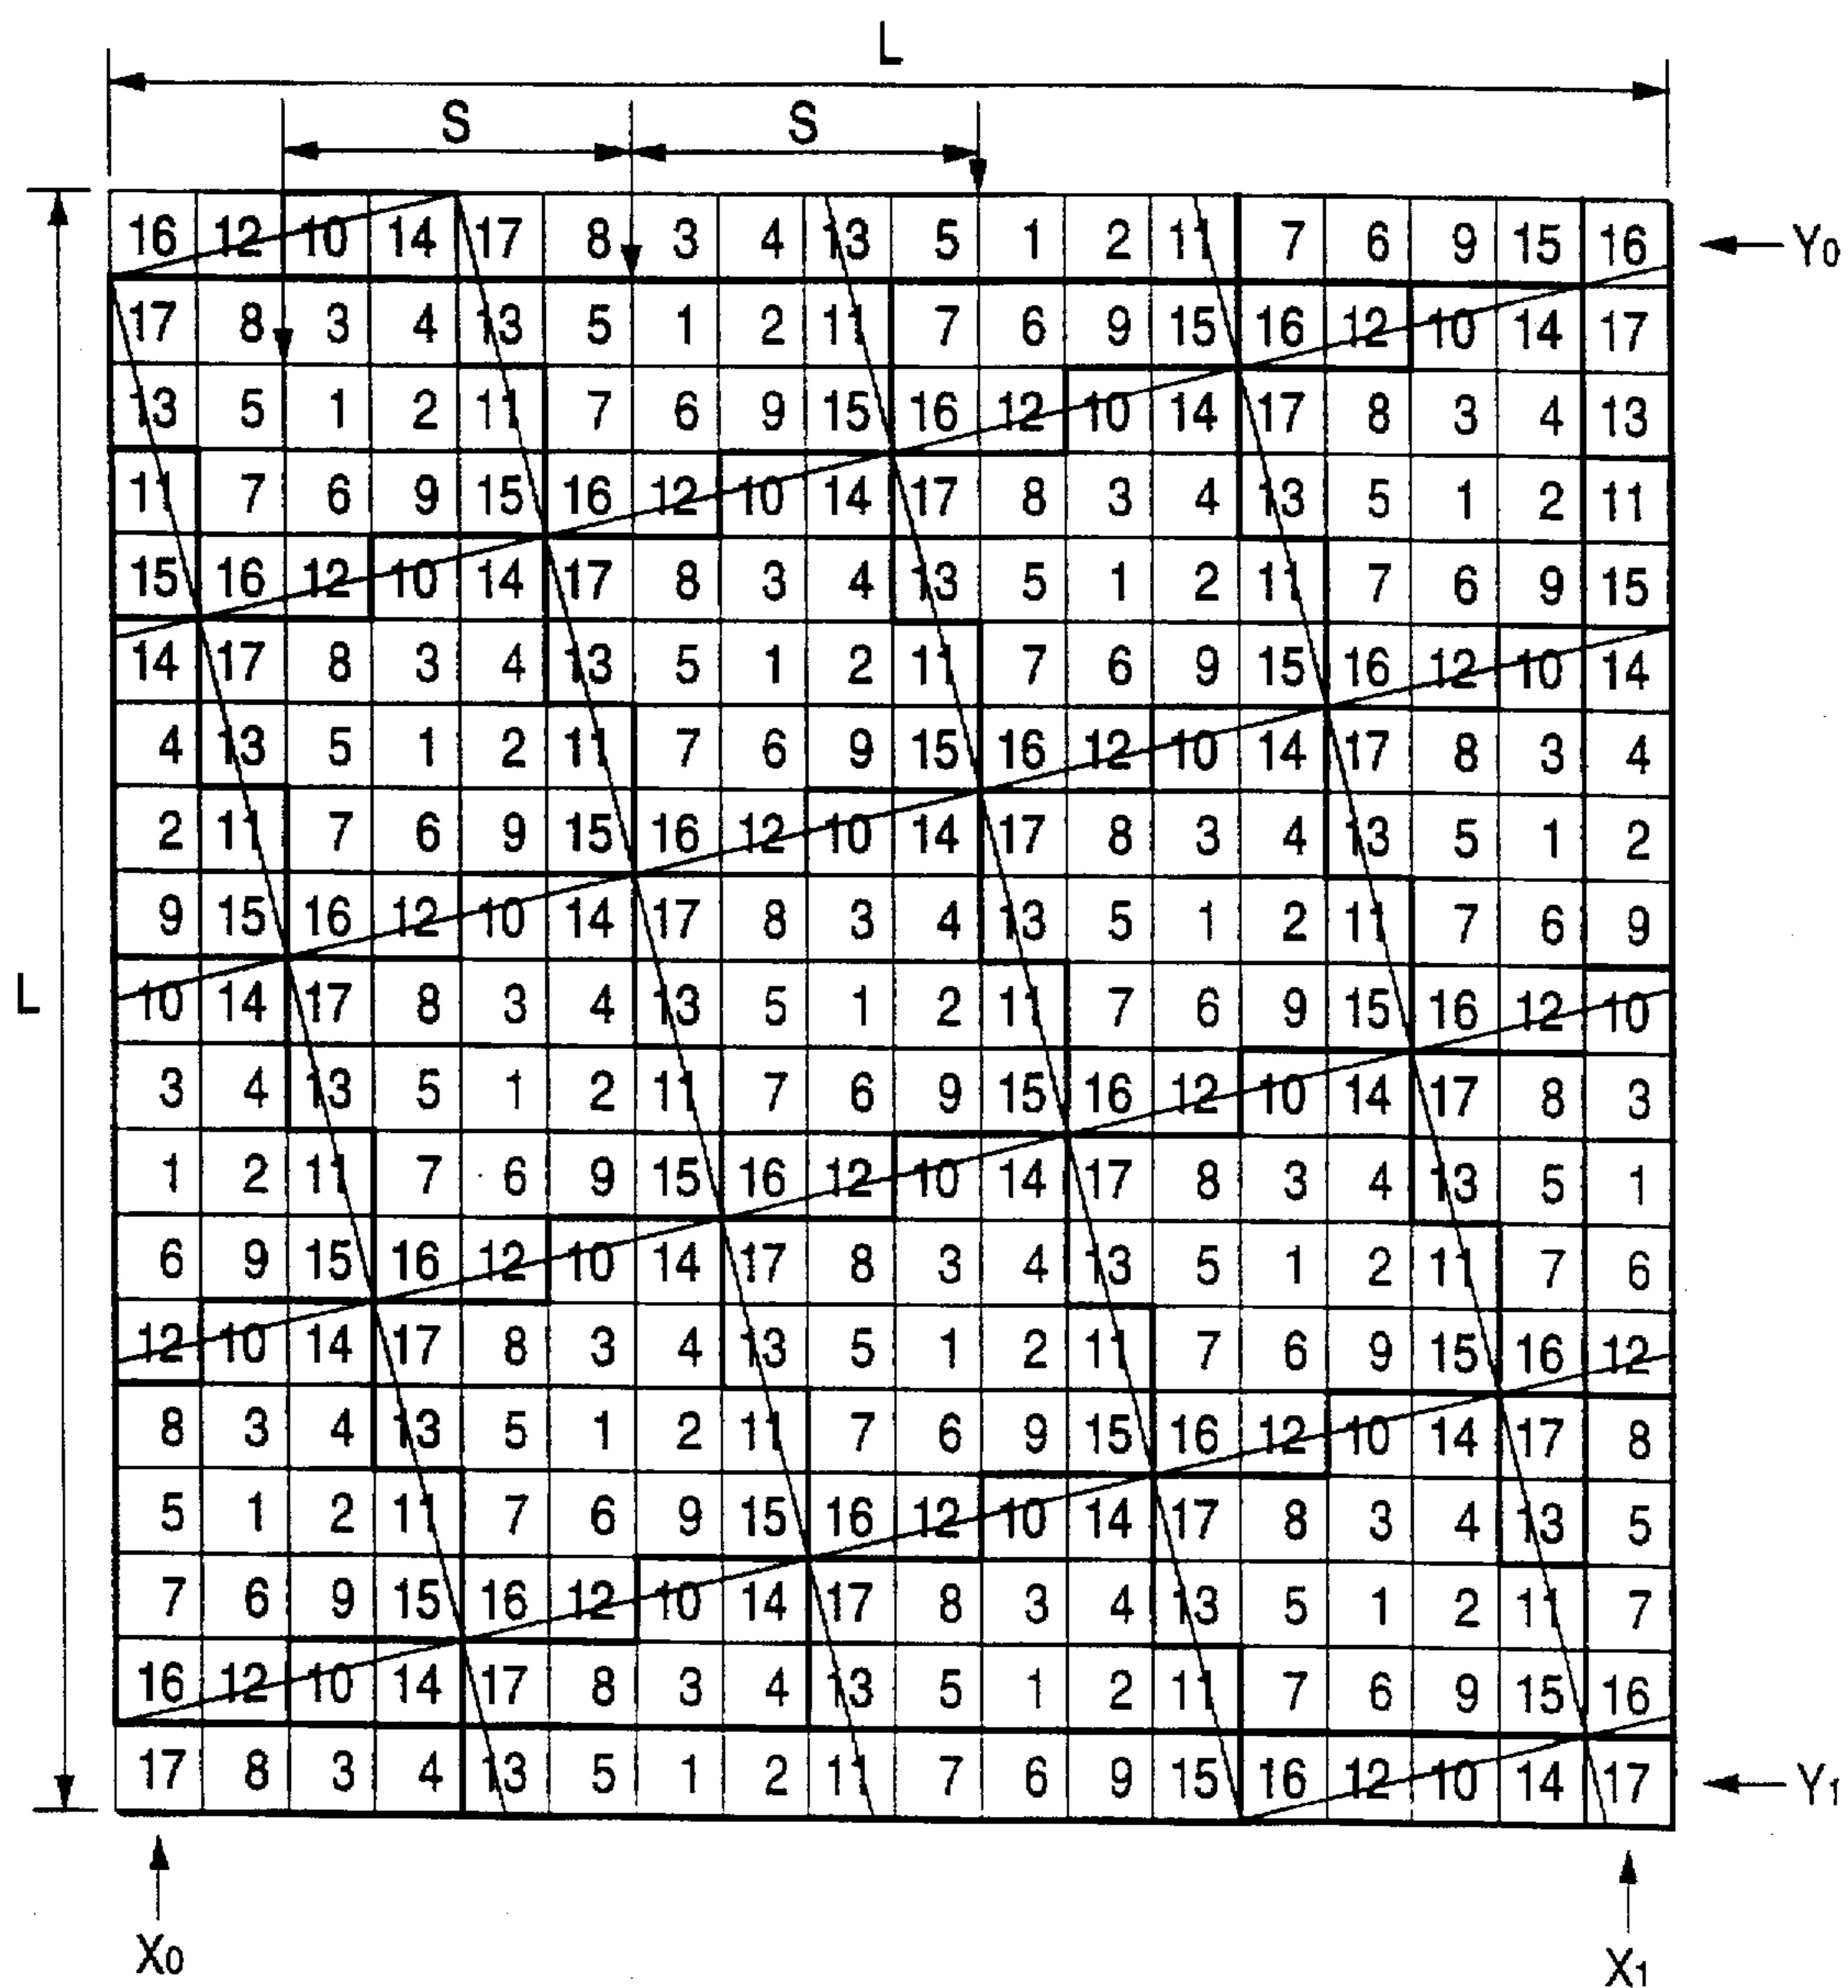 L
S S
16 12 10 14 17 8 3 4 13 5 1 2 11 7 6 9 15 16 Y0
17 8 3 4 13 5 1 2 11 7 6 9 15 16 12 10 14 17
13 5 1 2 11 7 6 9 15 16 12 10 14 17 8 3 4 13
11 7 6 9 15 16 12 10 14 17 8 3 4 13 5 1 2 11
15 16 12 10 14 17 8 3 4 13 5 1 2 11 7 6 9 15
14 17 8 3 4 13 5 1 2 11 7 6 9 15 16 12 10 14
4 13 5 1 2 11 7 6 9 15 16 12 10 14 17 8 3 4
2 11 7 6 9 15 16 12 10 14 17 8 3 4 13 5 1 2
9 15 16 12 10 14 17 8 3 4 13 5 1 2 11 7 6 9
L 10 14 17 8 3 4 13 5 1 2 11 7 6 9 15 16 12 10
3 4 13 5 1 2 11 7 6 9 15 16 12 10 14 17 8 3
1 2 11 7 6 9 15 16 12 10 14 17 8 3 4 13 5 1
6 9 15 16 12 10 14 17 8 3 4 13 5 1 2 11 7 6
12 10 14 17 8 3 4 13 5 1 2 11 7 6 9 15 16 12
8 3 4 13 5 1 2 11 7 6 9 15 16 12 10 14 17 8
5 1 2 11 7 6 9 15 16 12 10 14 17 8 3 4 13 5
7 6 9 15 16 12 10 14 17 8 3 4 13 5 1 2 11 7
16 12 10 14 17 8 3 4 13 5 1 2 11 7 6 9 15 16
17 8 3 4 13 5 1 2 11 7 6 9 15 16 12 10 14 17 Y1
X0 X1